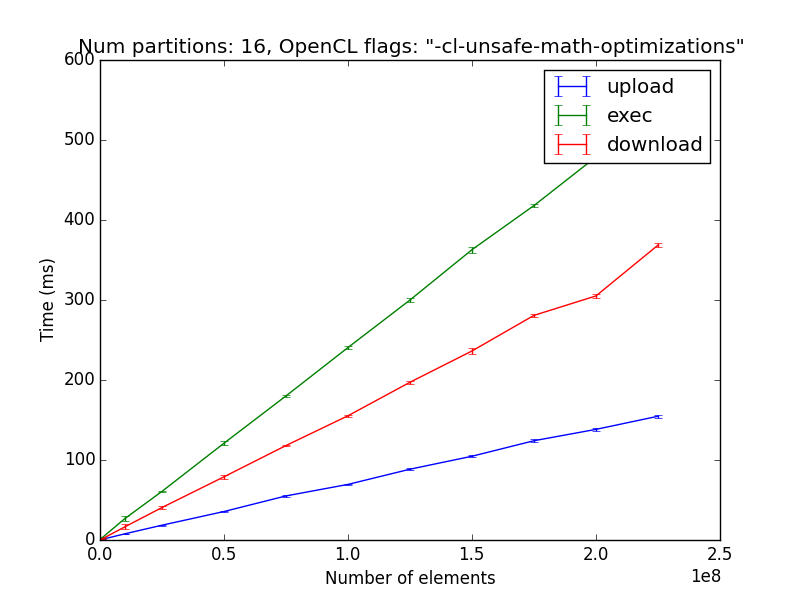 Num partitions: 16, OpenCL flags: "-cl-unsafe-math-optimizations"
600
500
400
300
200
100
0
Time (ms)
upload
exec
download
0.0 0.5 1.0 1.5 2.0 2.5
1e8
Number of elements